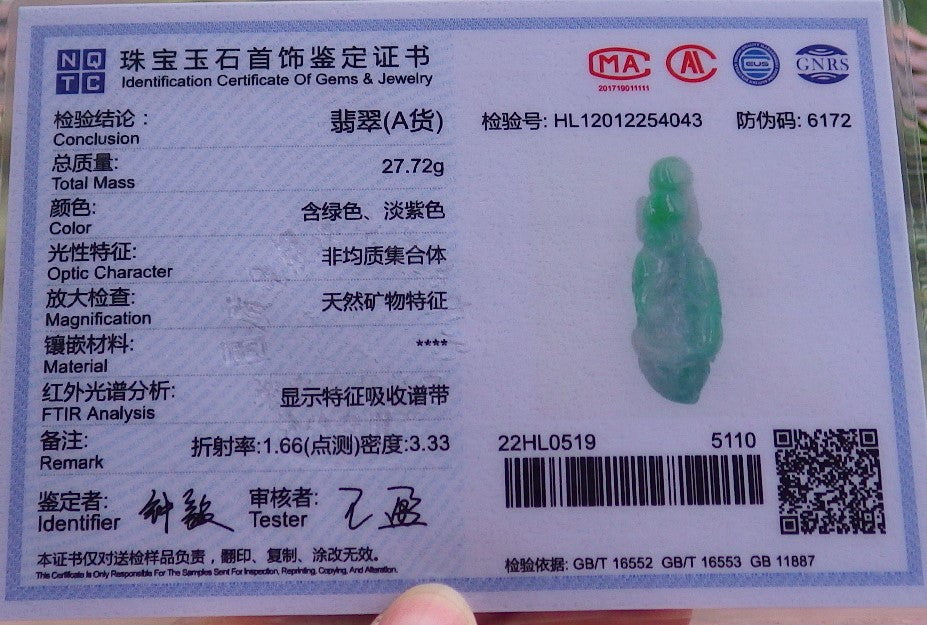 NQ
TC
珠宝玉石首饰鉴定证书
Identification Certificate Of Gems & Jewelry
MA
201719011111
GNRS
检验结论：
翡翠(A货)
Conclusion
检验号: HL12012254043
防伪码: 6172
总质量:
27.72g
Total Mass
颜色:
含绿色、淡紫色
Color
光性特征:
非均质集合体
Optic Character
放大检查:
天然矿物特征
Magnification
镶嵌材料:
****
Material
红外光谱分析:
显示特征吸收谱带
FTIR Analysis
备注:
折射率:1.66(点测)密度:3.33
Remark
22HL0519
5110
鉴定者:
Identifier
审核者:
Tester
本证书仅对送检样品负责，翻印、复制、涂改无效。
This Certificate Is Only Responsible For The Samples Sent For Inspection, Reprinting, Copying, And Alteration.
检验依据: GB/T 16552 GB/T 16553 GB 11887